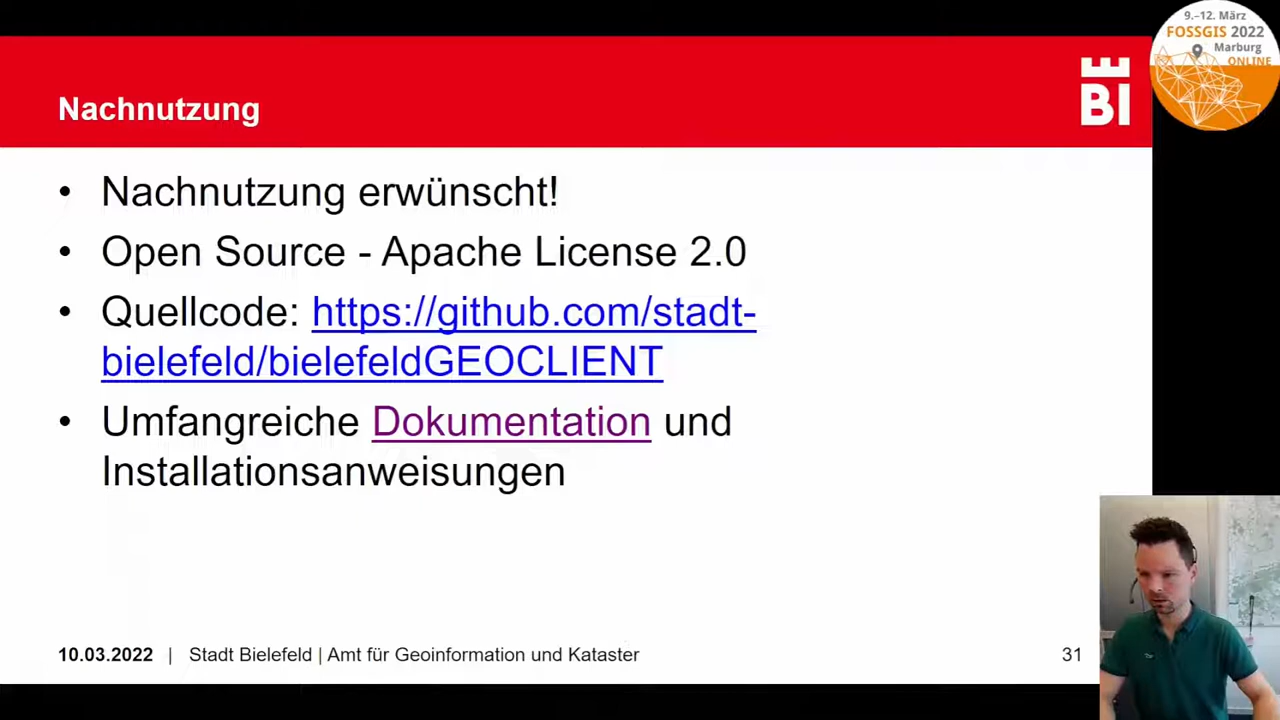 9.–12. März
FOSSGIS 2022
Marburg
ONLINE
BI
Nachnutzung
• Nachnutzung erwünscht!
• Open Source - Apache License 2.0
• Quellcode: https://github.com/stadt-
bielefeld/bielefeldGEOCLIENT
• Umfangreiche Dokumentation und
Installationsanweisungen
10.03.2022 | Stadt Bielefeld | Amt für Geoinformation und Kataster 31